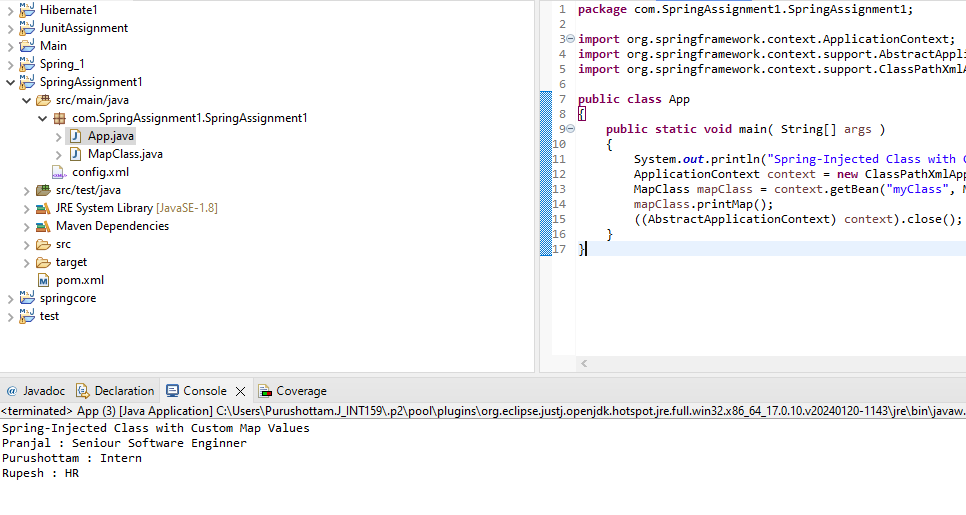 Hibernate1
JunitAssignment
Main
Spring_1
SpringAssignment1
src/main/java
com.SpringAssignment1.SpringAssignment1
App.java
MapClass.java
config.xml
src/test/java
JRE System Library [JavaSE-1.8]
Maven Dependencies
src
target
pom.xml
springcore
test
1 package com.SpringAssignment1.SpringAssignment1;
2
3 import org.springframework.context.ApplicationContext;
4 import org.springframework.context.support.AbstractAppli
5 import org.springframework.context.support.ClassPathXmlA
6
7 public class App
8 {
9     public static void main( String[] args )
10     {
11         System.out.println("Spring-Injected Class with C
12         ApplicationContext context = new ClassPathXmlApp
13         MapClass mapClass = context.getBean("myClass", M
14         mapClass.printMap();
15         ((AbstractApplicationContext) context).close();
16     }
17 }
@ Javadoc Declaration Console Coverage
<terminated> App (3) [Java Application] C:\Users\Purushottam.J_INT159\.p2\pool\plugins\org.eclipse.justj.openjdk.hotspot.jre.full.win32.x86_64_17.0.10.v20240120-1143\jre\bin\javaw.
Spring-Injected Class with Custom Map Values
Pranjal : Seniour Software Enginner
Purushottam : Intern
Rupesh : HR